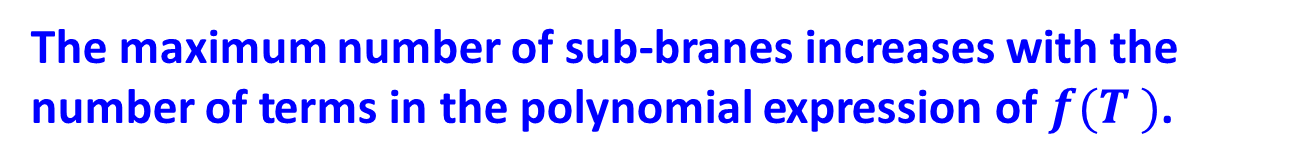 The maximum number of sub-branes increases with the
number of terms in the polynomial expression of f(T ).